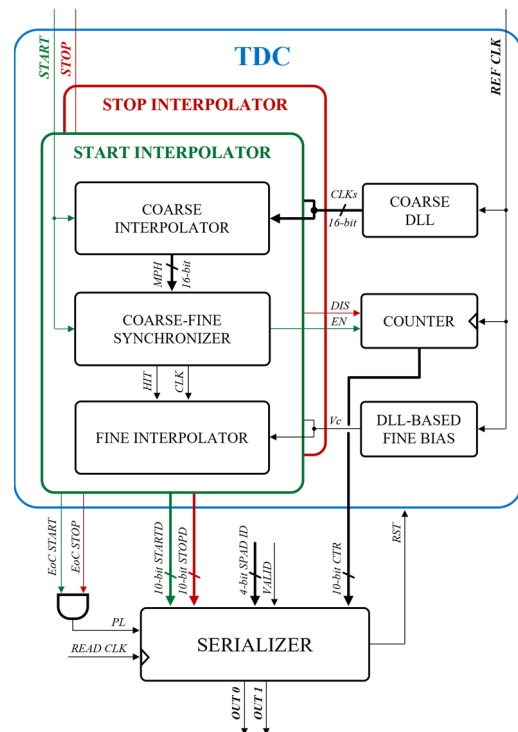 START
STOP
TDC
REF CLK
STOP INTERPOLATOR
START INTERPOLATOR
COARSE
INTERPOLATOR
CLKs
16-bit
COARSE
DLL
MPH
16-bit
COARSE-FINE
SYNCHRONIZER
DIS
EN
COUNTER
HIT
CLK
FINE INTERPOLATOR
Vc
DLL-BASED
FINE BIAS
EoC START
EoC STOP
10-bit STARTD
10-bit STOPD
4-bit SPAD ID
VALID
10-bit CTR
RST
PL
READ CLK
SERIALIZER
OUT 0
OUT 1